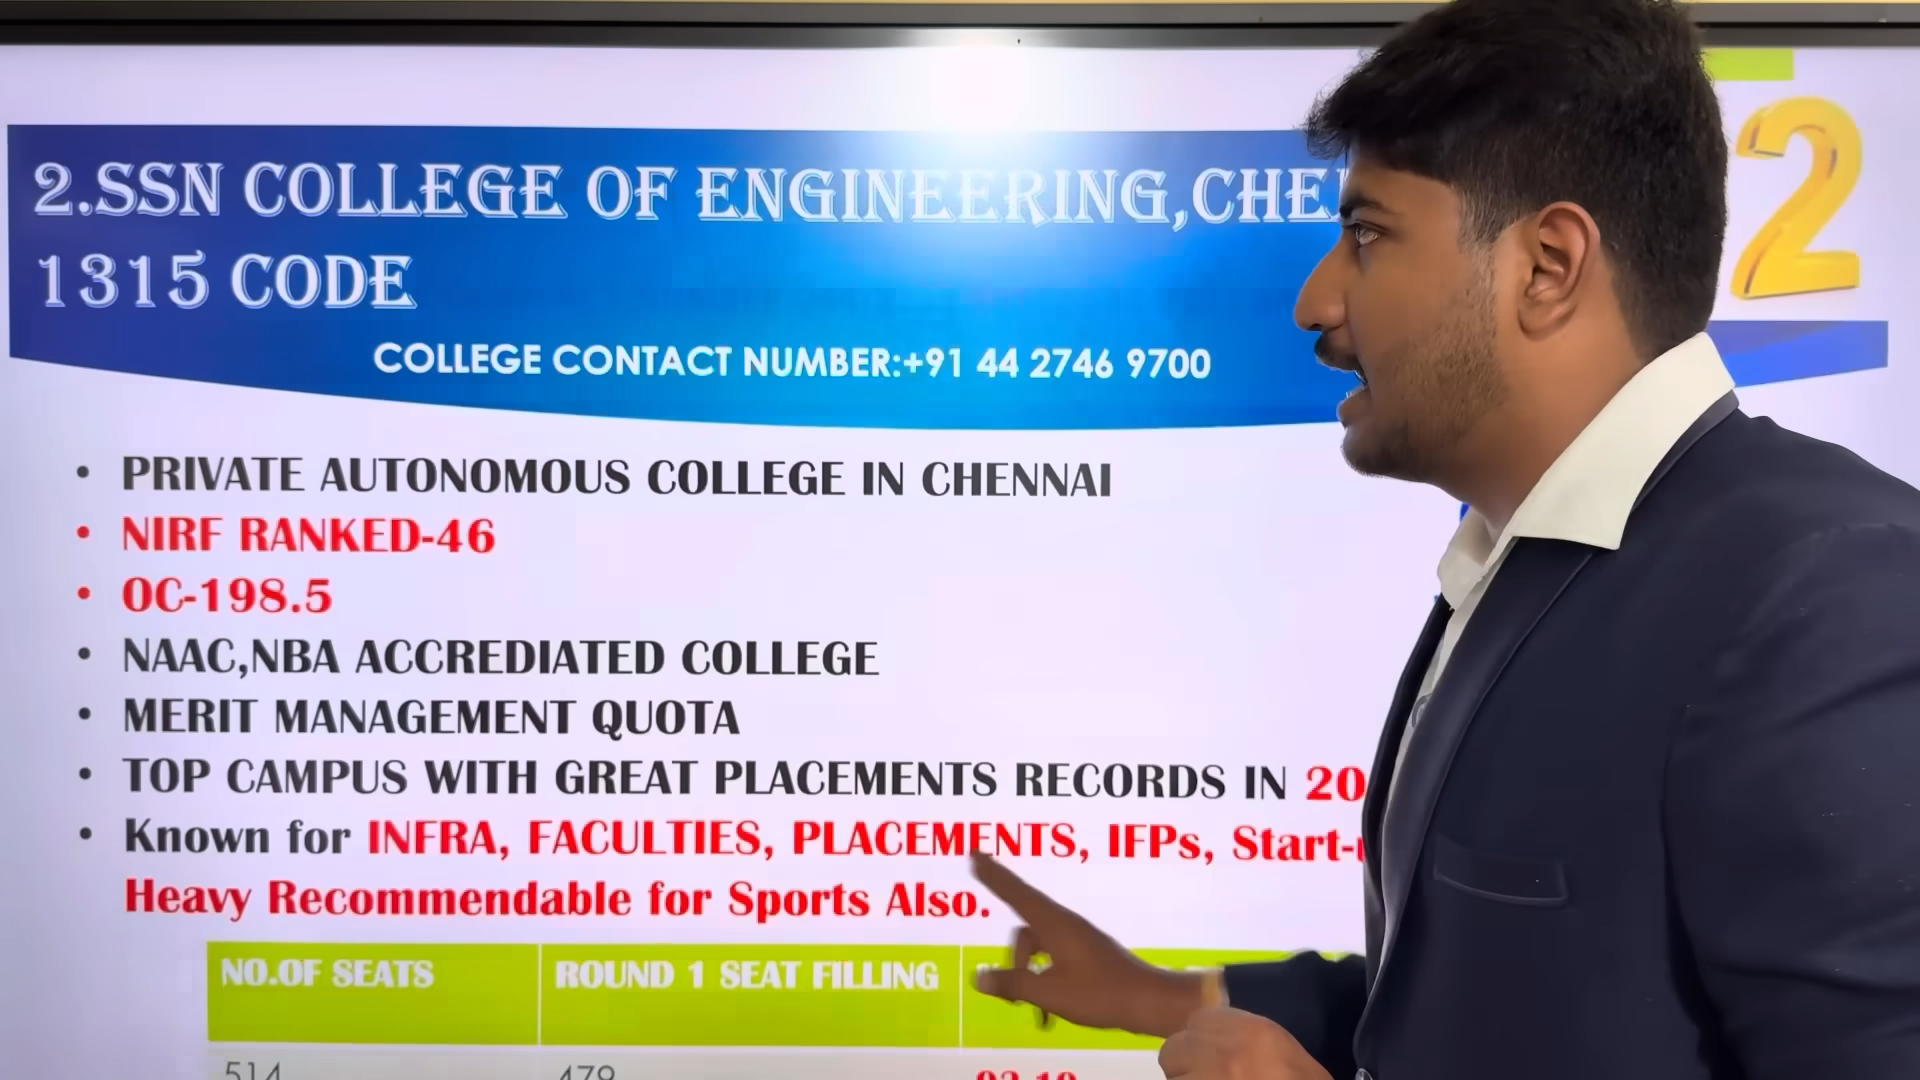 2.SSN COLLEGE OF ENGINEERING,
1315 CODE
2
COLLEGE CONTACT NUMBER:+91 44 2746 9700
• PRIVATE AUTONOMOUS COLLEGE IN CHENNAI
• NIRF RANKED-46
• OC-198.5
• NAAC,NBA ACCREDIATED COLLEGE
• MERIT MANAGEMENT QUOTA
• TOP CAMPUS WITH GREAT PLACEMENTS RECORDS IN
• Known for INFRA, FACULTIES, PLACEMENTS, IFPs,
Heavy Recommendable for Sports Also.
NO.OF SEATS ROUND 1 SEAT FILLING
514 479